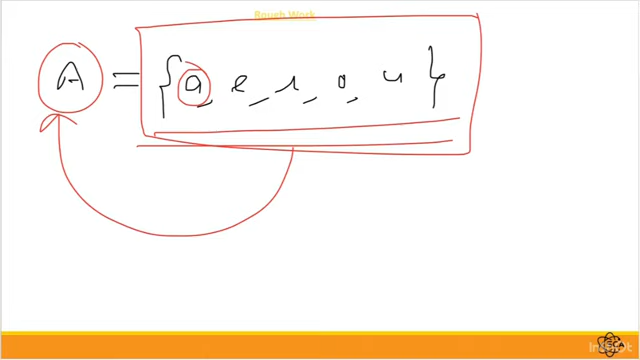 Rough Work
A = {a, e, i, o, u}